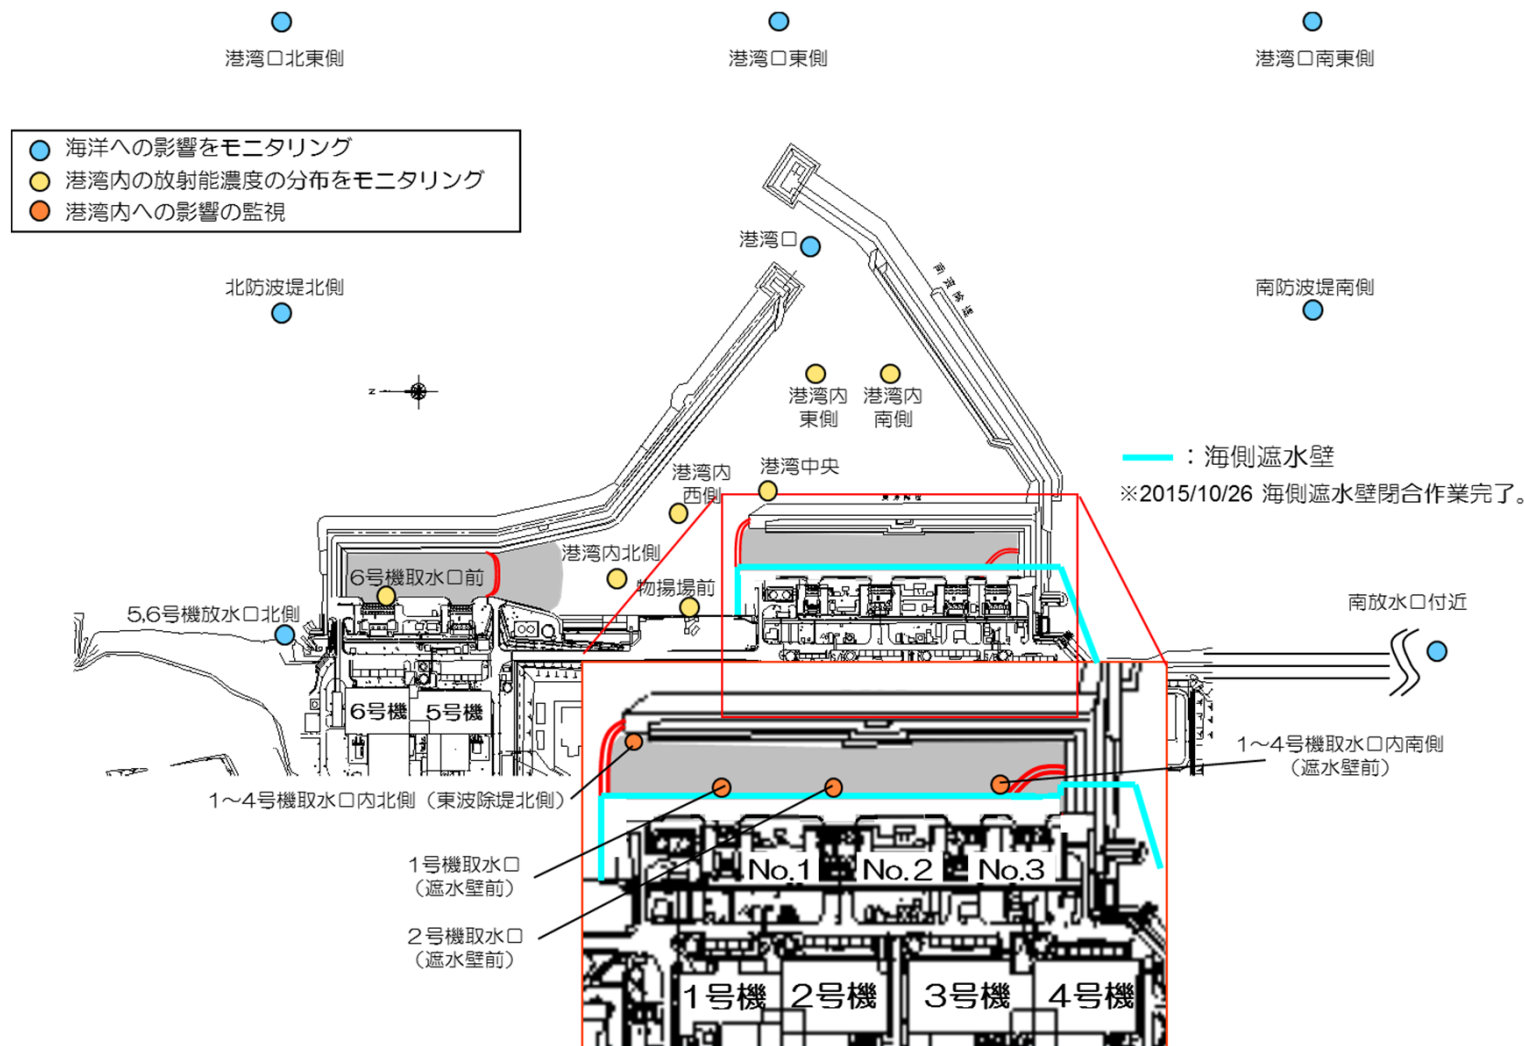 港湾口北東側
港湾口東側
港湾口南東側
海洋への影響をモニタリング
港湾内の放射能濃度の分布をモニタリング
港湾内への影響の監視
港湾口
南波除堤
北防波堤北側
南防波堤南側
N
港湾内
東側
港湾内
南側
港湾内
西側
港湾中央
：海側遮水壁
※2015/10/26 海側遮水壁閉合作業完了。
港湾内北側
6号機取水口前
物揚場前
5,6号機放水口北側
南放水口付近
6号機
5号機
1～4号機取水口内南側
（遮水壁前）
1～4号機取水口内北側（東波除堤北側）
1号機取水口
（遮水壁前）
2号機取水口
（遮水壁前）
No.1
No.2
No.3
1号機
2号機
3号機
4号機